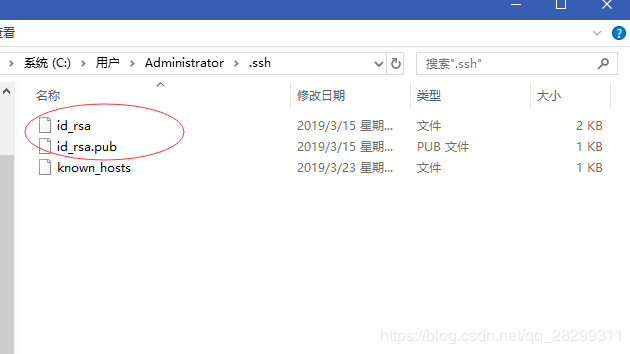 查看
系统 (C:) 用户 Administrator .ssh 搜索".ssh"
名称 修改日期 类型 大小
id_rsa 2019/3/15 星期... 文件 2 KB
id_rsa.pub 2019/3/15 星期... PUB 文件 1 KB
known_hosts 2019/3/23 星期... 文件 1 KB
https://blog.csdn.net/qq_28299311